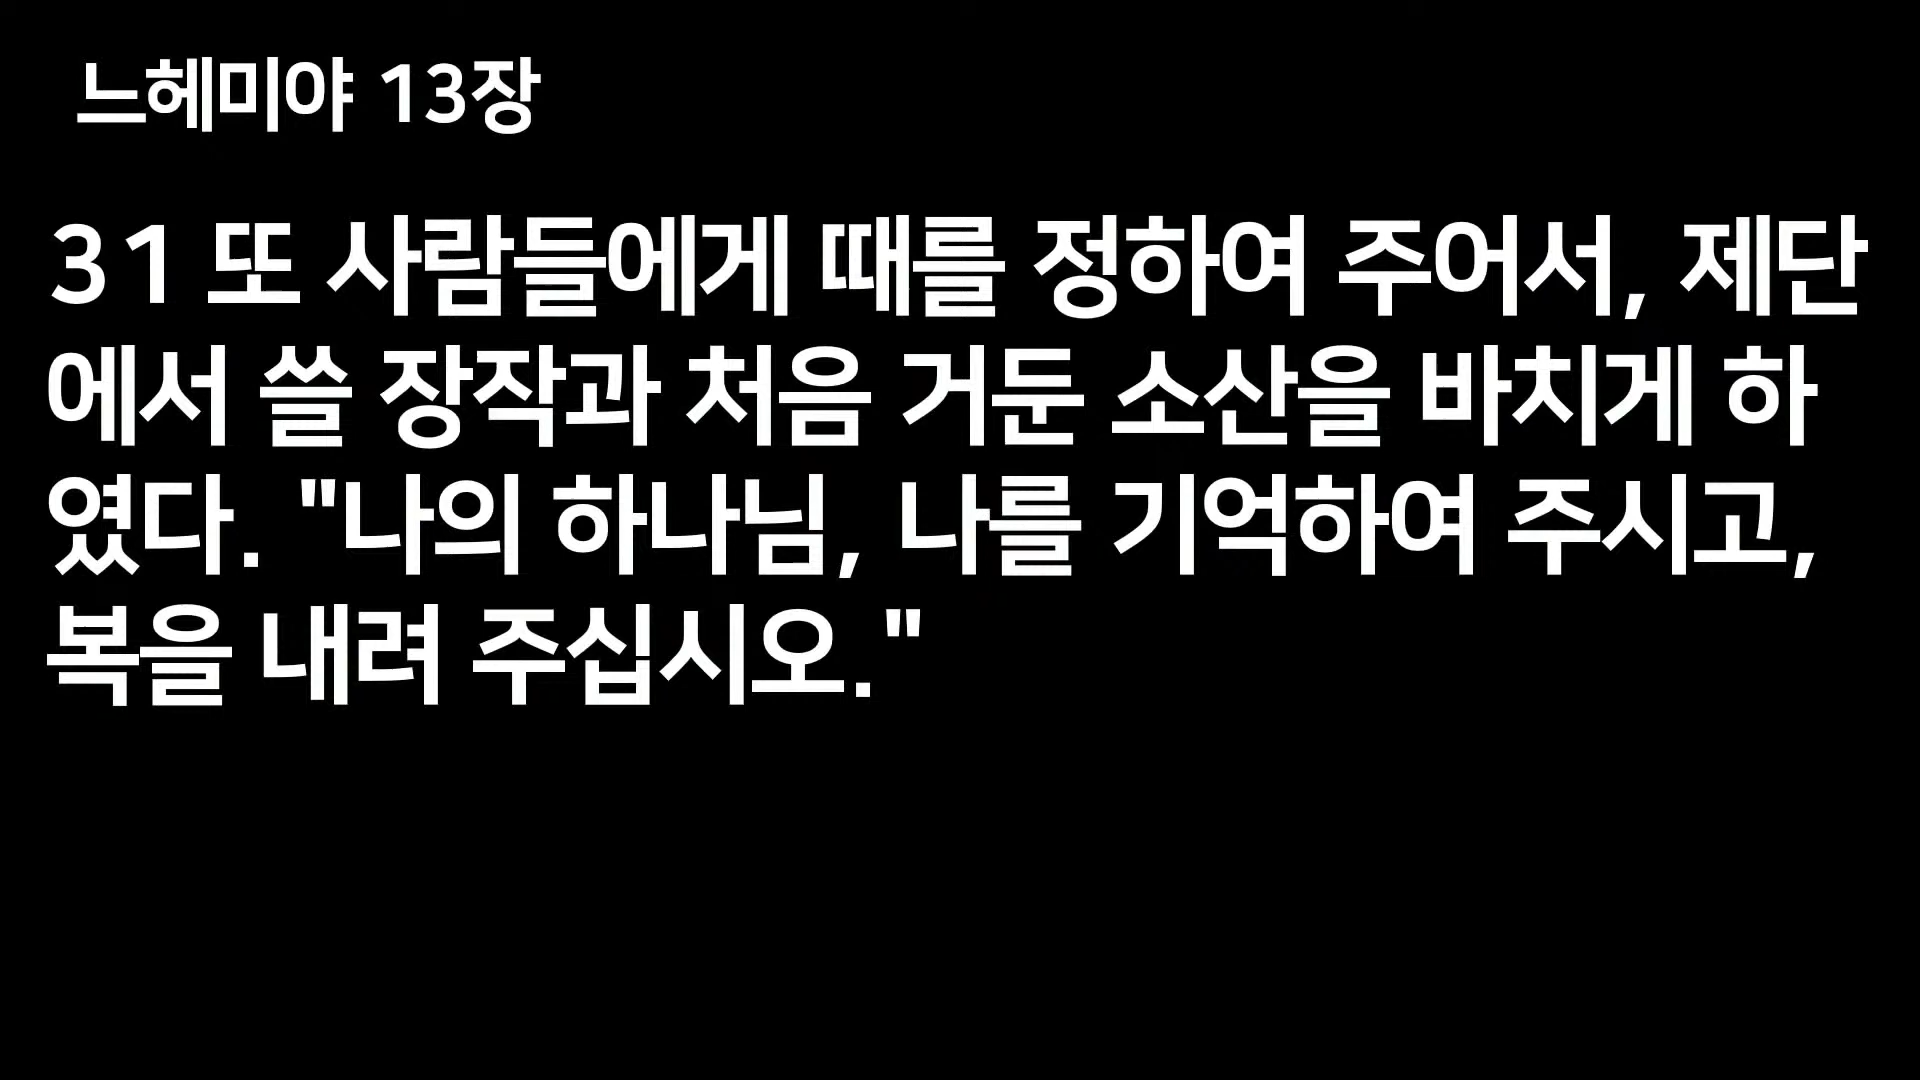 느헤미야 13장
31 또 사람들에게 때를 정하여 주어서, 제단
에서 쓸 장작과 처음 거둔 소산을 바치게 하
였다. "나의 하나님, 나를 기억하여 주시고,
복을 내려 주십시오."